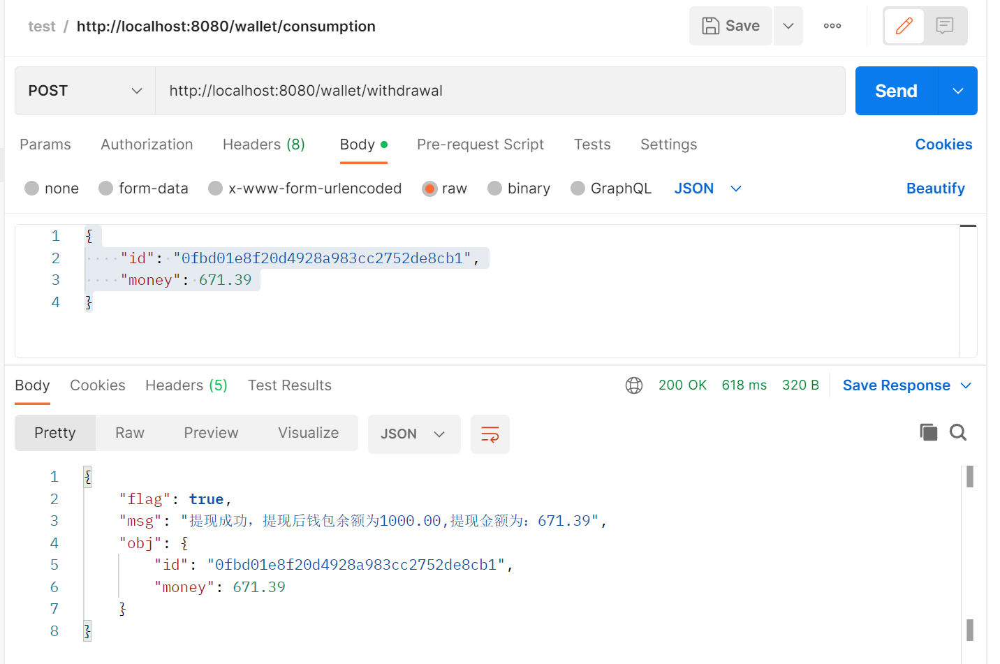 test / http://localhost:8080/wallet/consumption Save
POST http://localhost:8080/wallet/withdrawal Send
Params Authorization Headers (8) Body Pre-request Script Tests Settings Cookies
none form-data x-www-form-urlencoded raw binary GraphQL JSON Beautify
1 {
2 "id": "0fbd01e8f20d4928a983cc2752de8cb1",
3 "money": 671.39
4 }
Body Cookies Headers (5) Test Results 200 OK 618 ms 320 B Save Response
Pretty Raw Preview Visualize JSON
1 {
2 "flag": true,
3 "msg": "提现成功，提现后钱包余额为1000.00,提现金额为：671.39",
4 "obj": {
5 "id": "0fbd01e8f20d4928a983cc2752de8cb1",
6 "money": 671.39
7 }
8 }